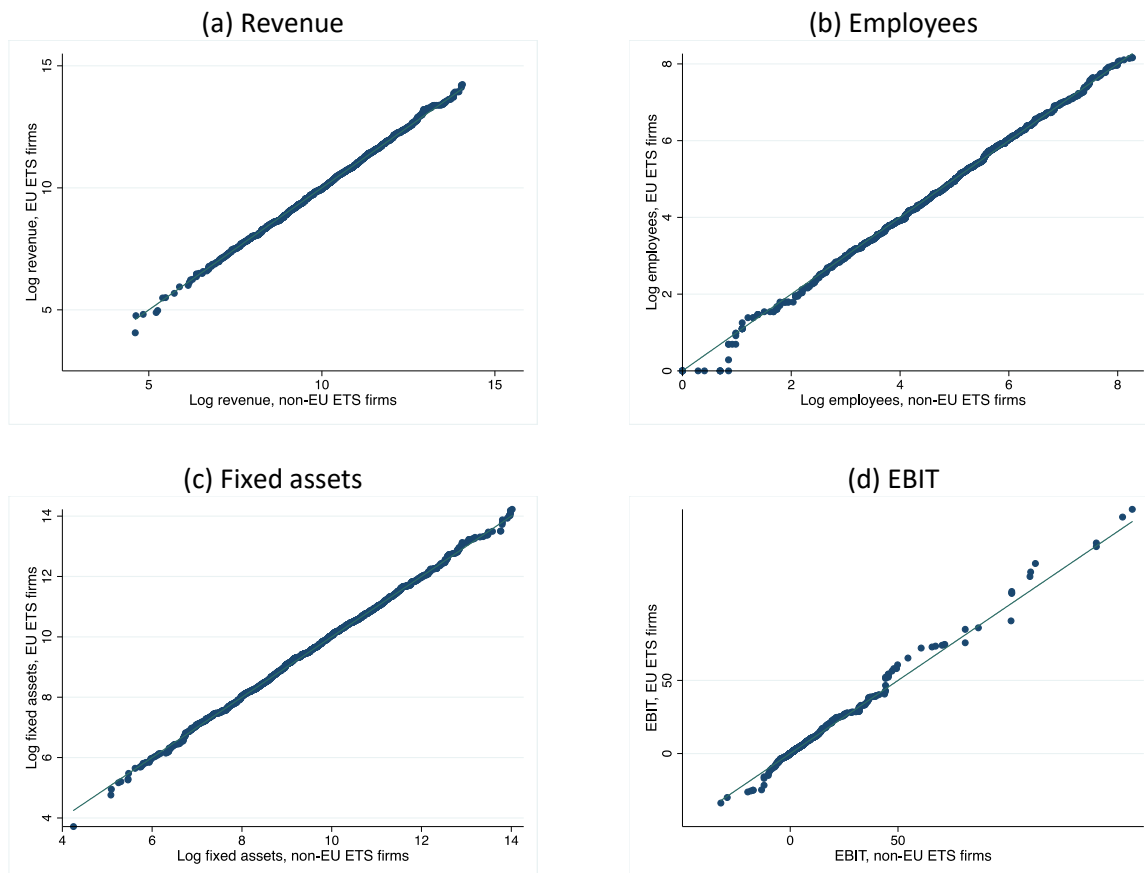 (a) Revenue
Log revenue, EU ETS firms
15
10
5
5
10
15
Log revenue, non-EU ETS firms
(b) Employees
Log employees, EU ETS firms
8
6
4
2
0
0
2
4
6
8
Log employees, non-EU ETS firms
(c) Fixed assets
Log fixed assets, EU ETS firms
14
12
10
8
6
4
4
6
8
10
12
14
Log fixed assets, non-EU ETS firms
(d) EBIT
EBIT, EU ETS firms
50
0
0
50
EBIT, non-EU ETS firms